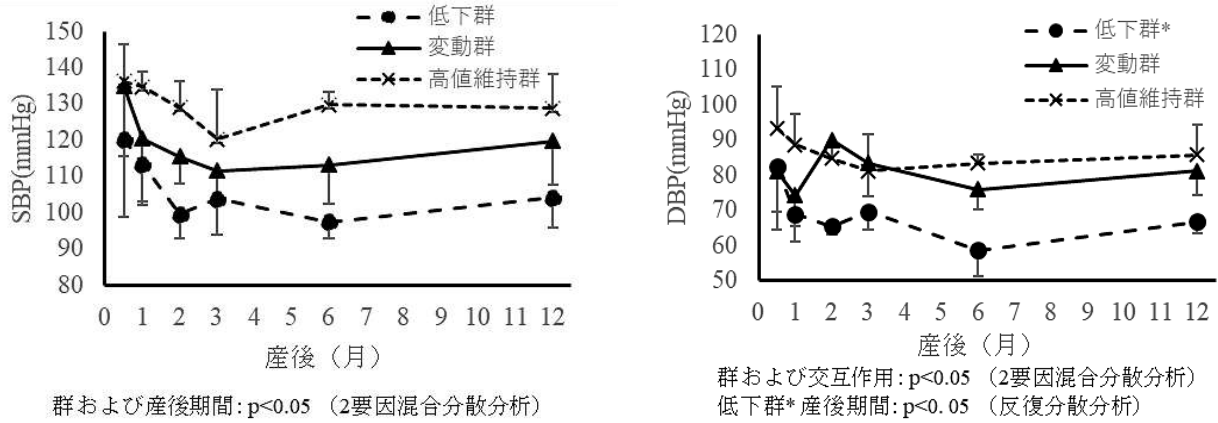 150
140
130
120
110
100
90
80
SBP(mmHg)
低下群
変動群
高値維持群
0 1 2 3 4 5 6 7 8 9 10 11 12
産後（月）
群および産後期間: p<0.05 （2要因混合分散分析）
120
110
100
90
80
70
60
50
DBP(mmHg)
低下群*
変動群
高値維持群
0 1 2 3 4 5 6 7 8 9 10 11 12
産後（月）
群および交互作用: p<0.05 （2要因混合分散分析）
低下群* 産後期間: p<0.05 （反復分散分析）